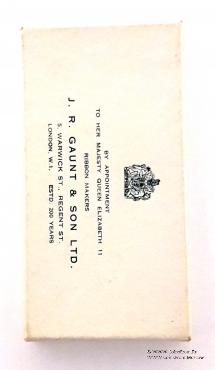 BY APPOINTMENT
TO HER MAJESTY QUEEN ELIZABETH 11
RIBBON MAKERS
J. R. GAUNT & SON LTD.
5, WARWICK ST., REGENT ST.
LONDON, W.1. ESTD. 200 YEARS